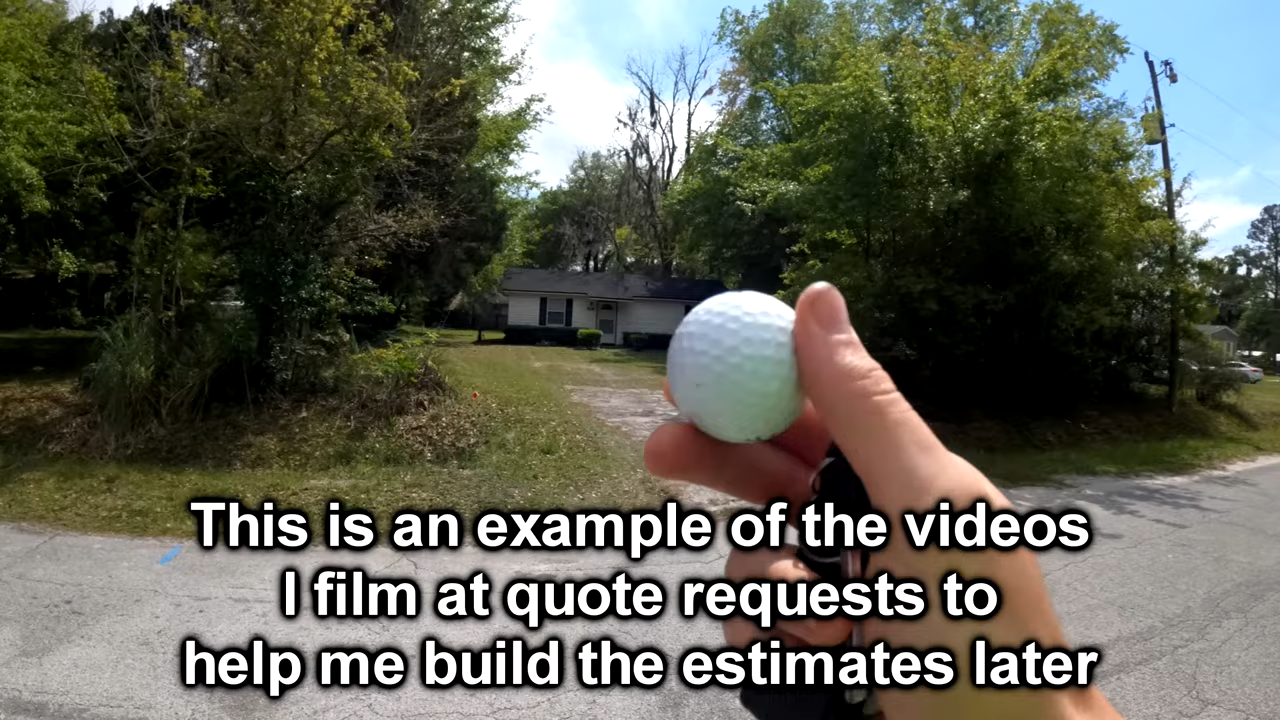 This is an example of the videos
I film at quote requests to
help me build the estimates later